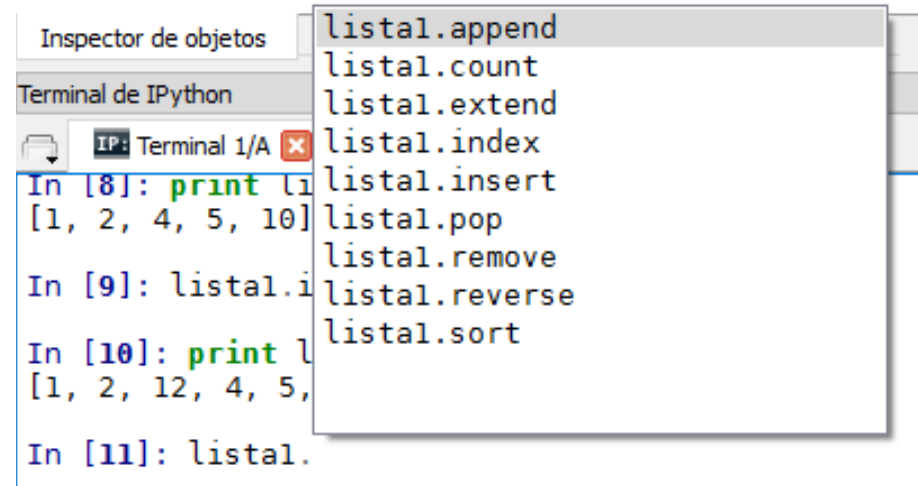 Inspector de objetos
Terminal de IPython
IP: Terminal 1/A
In [8]: print li
[1, 2, 4, 5, 10]
In [9]: lista1.i
In [10]: print l
[1, 2, 12, 4, 5,
In [11]: lista1.
lista1.append
lista1.count
lista1.extend
lista1.index
lista1.insert
lista1.pop
lista1.remove
lista1.reverse
lista1.sort